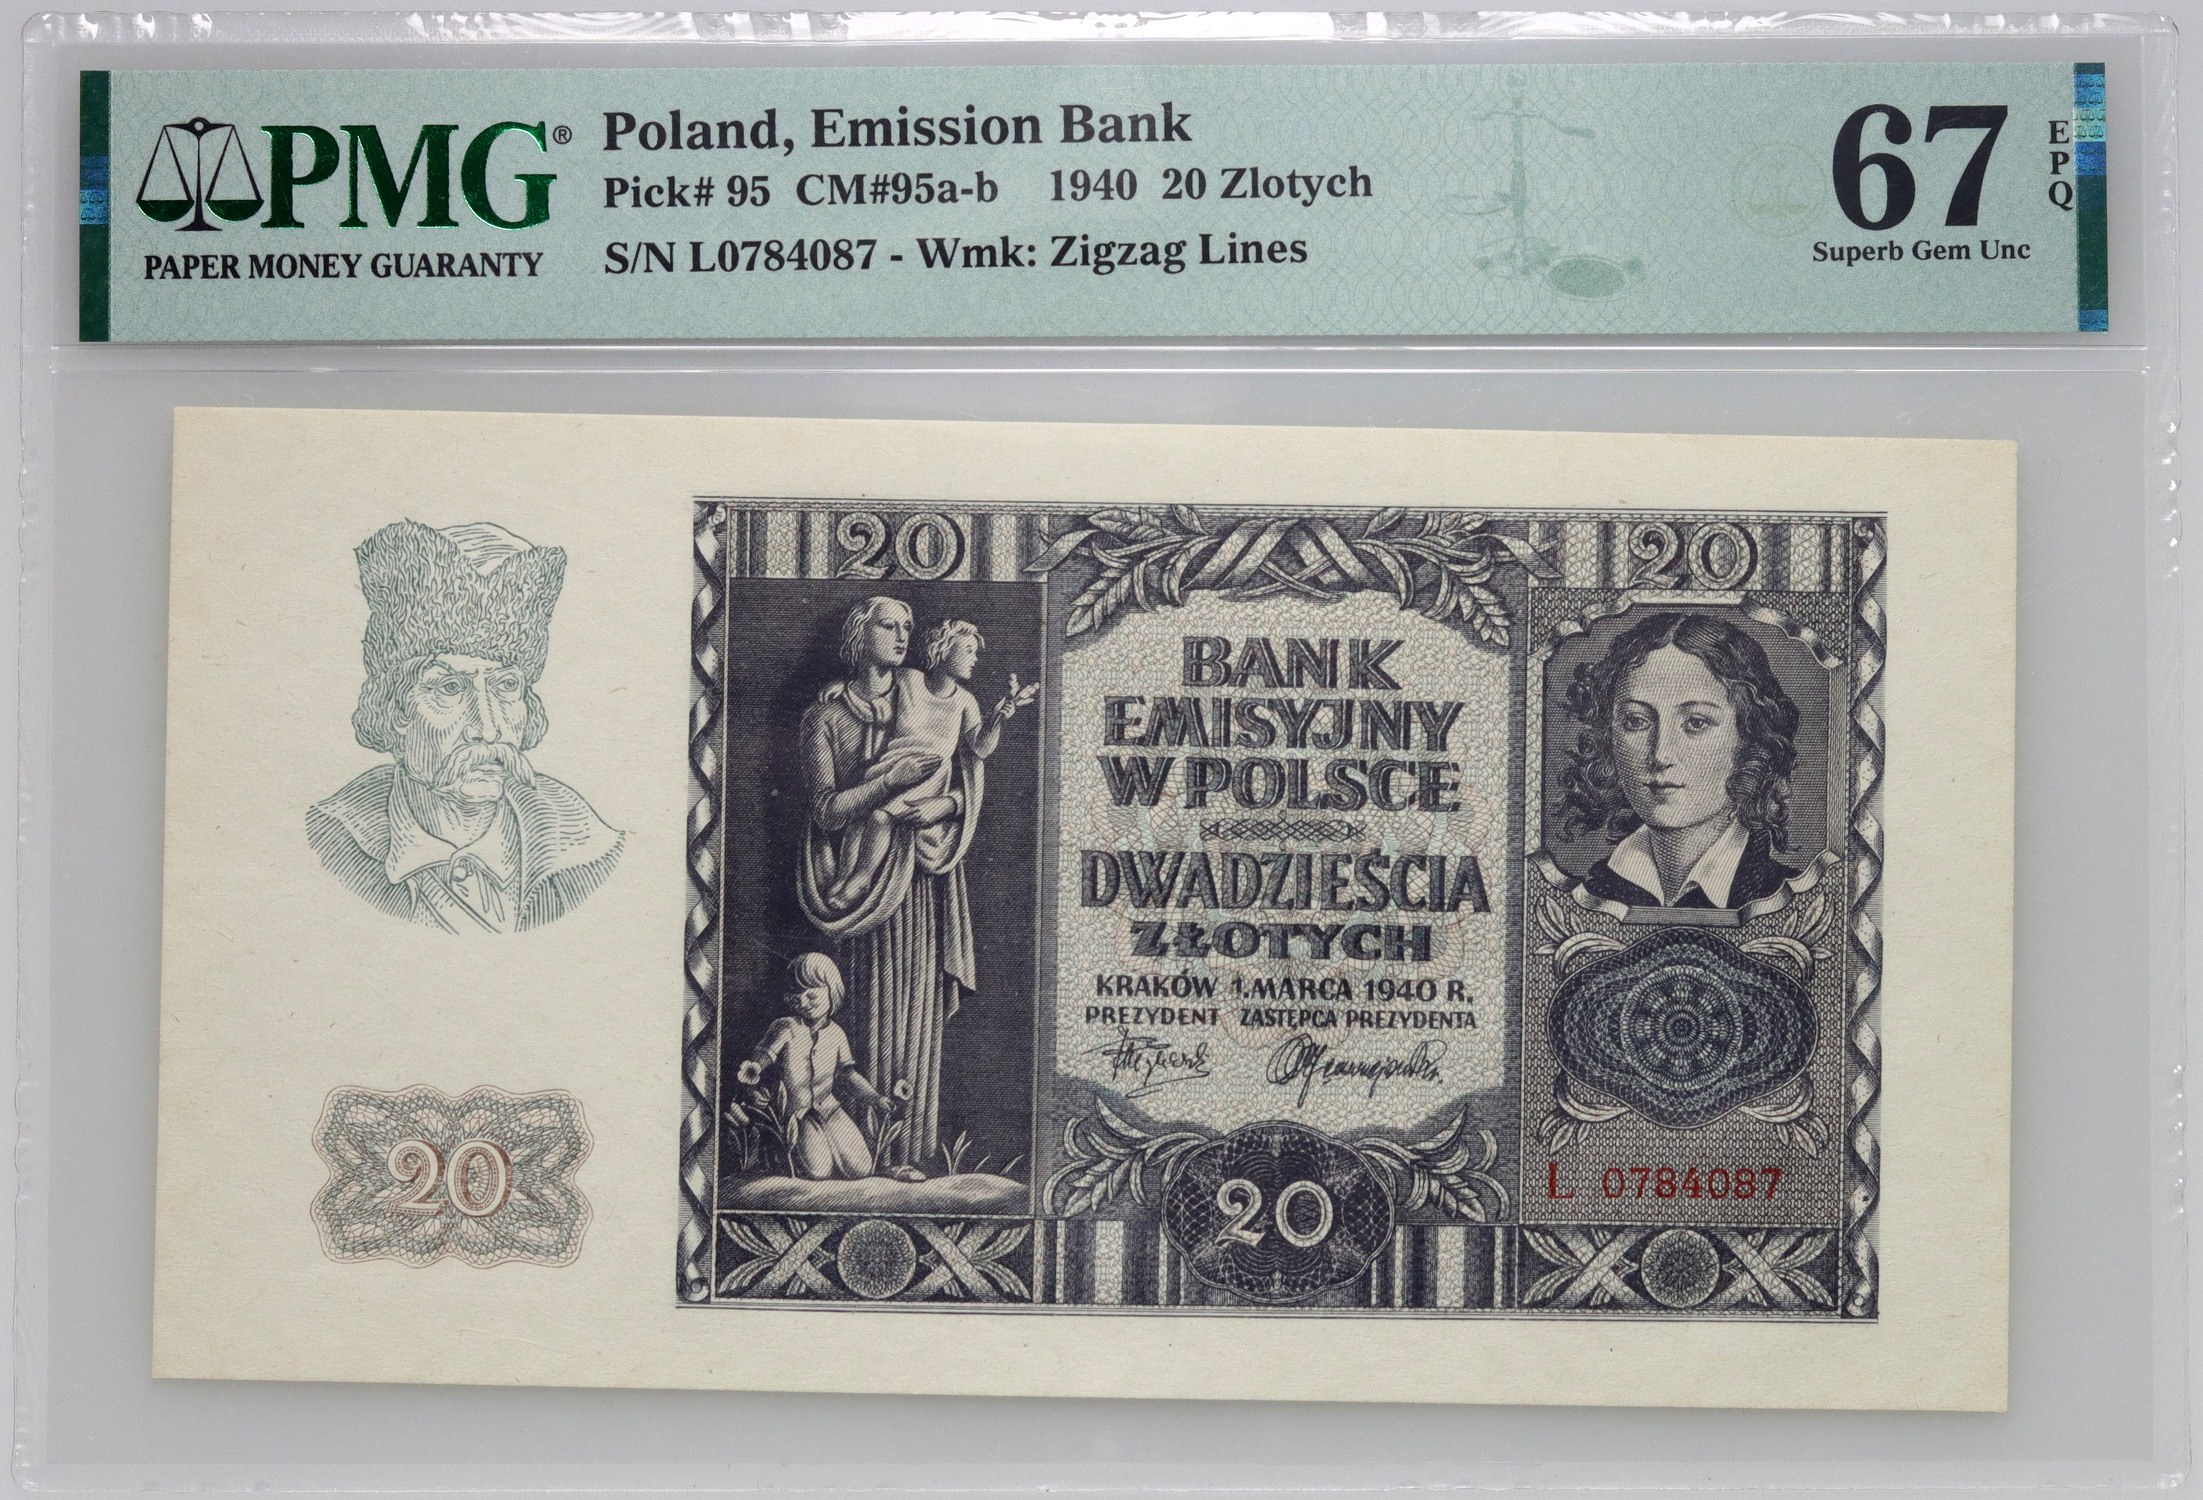 PMG®
PAPER MONEY GUARANTY
Poland, Emission Bank
Pick# 95 CM#95a-b 1940 20 Zlotych
S/N L0784087 - Wmk: Zigzag Lines
67
EPQ
Superb Gem Unc
20
20
BANK
EMISYJNY
W POLSCE
DWADZIEŚCIA
ZŁOTYCH
KRAKÓW 1.MARCA 1940 R.
PREZYDENT ZASTĘPCA PREZYDENTA
L 0784087
20
20